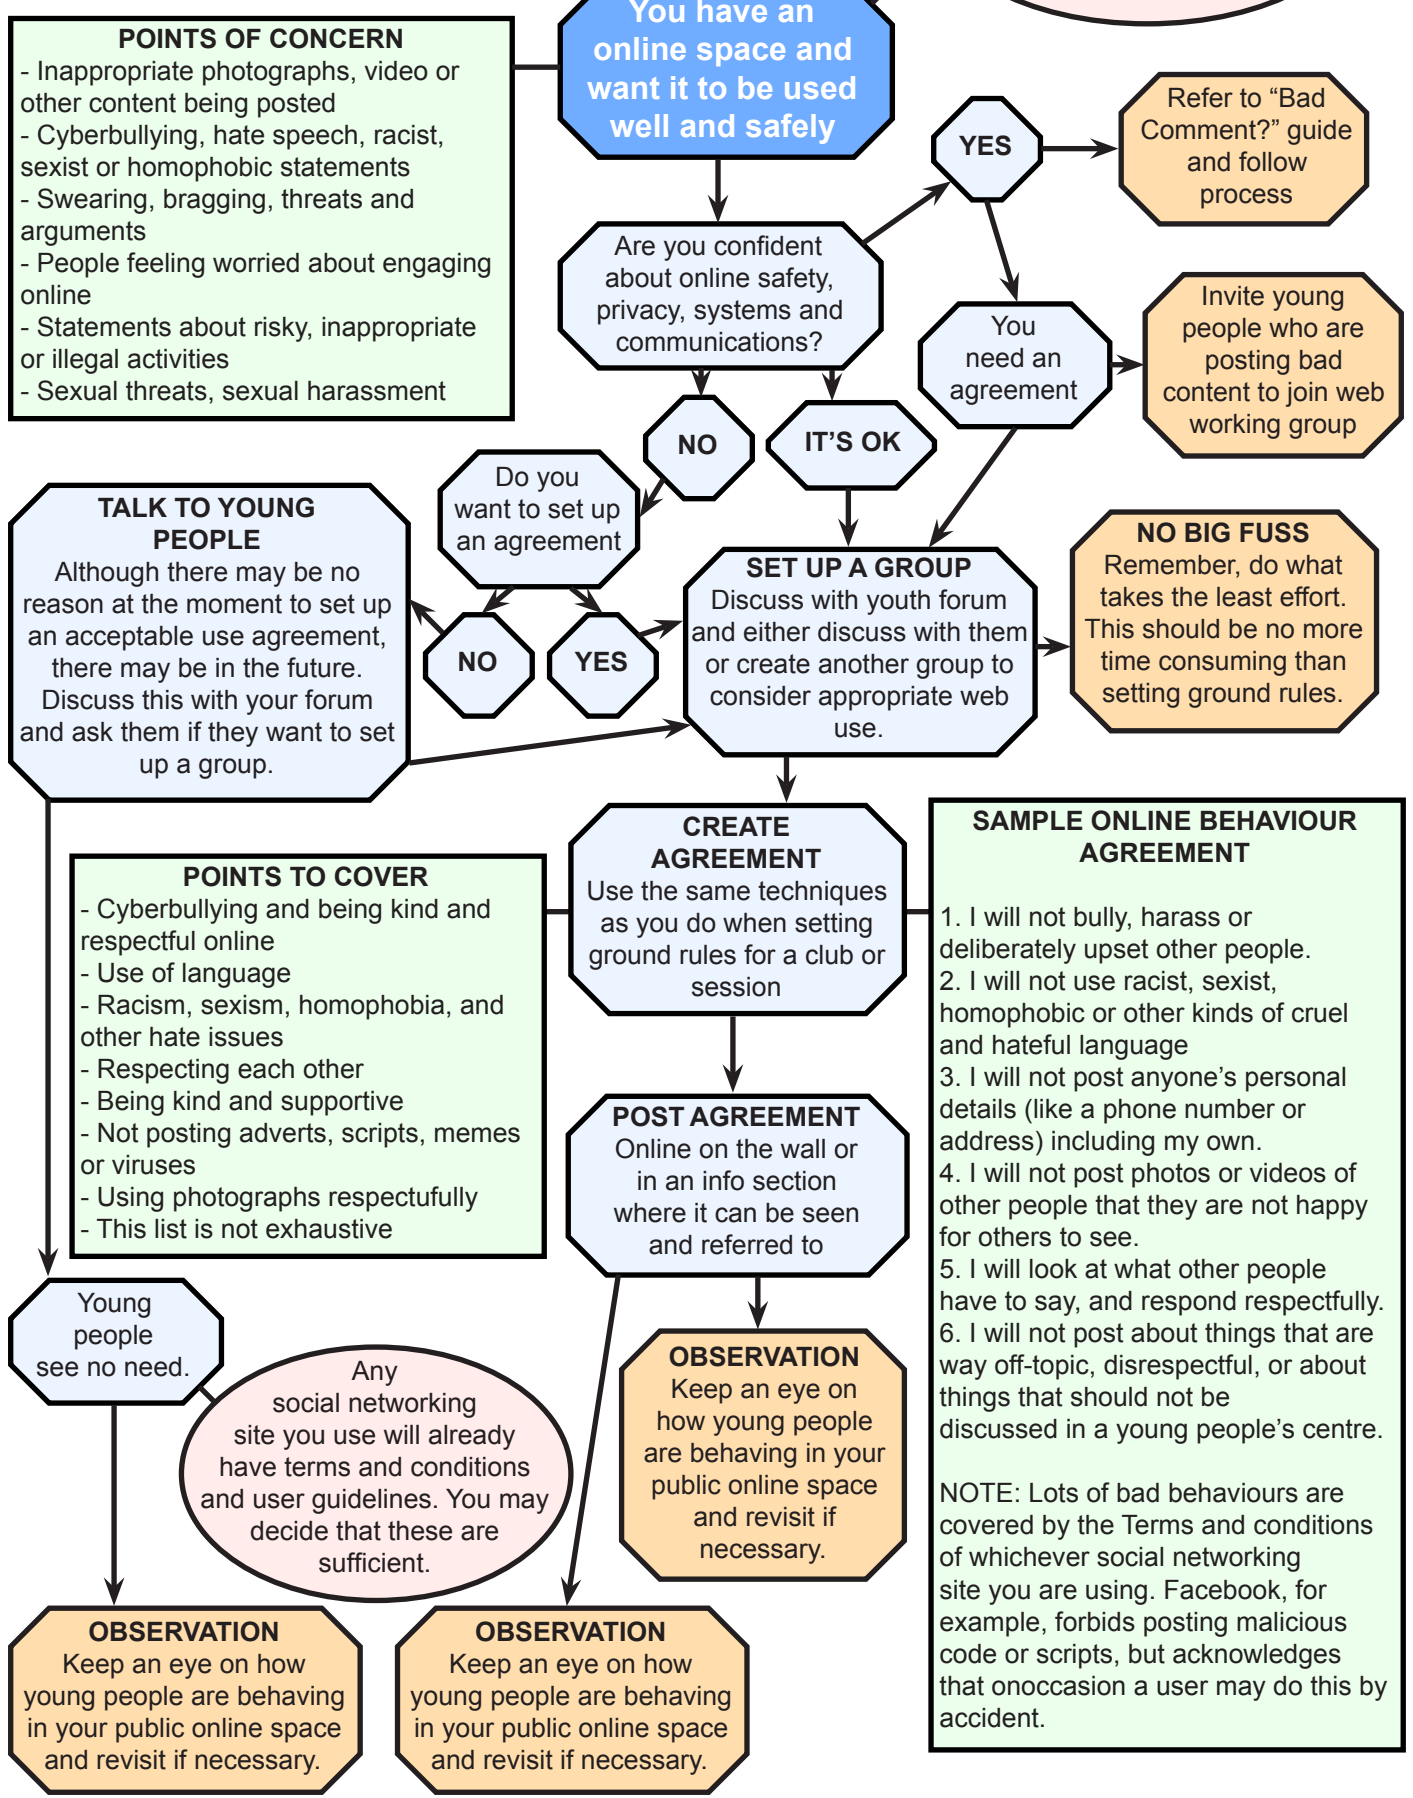 You have an
online space and
want it to be used
well and safely
POINTS OF CONCERN
- Inappropriate photographs, video or
other content being posted
- Cyberbullying, hate speech, racist,
sexist or homophobic statements
- Swearing, bragging, threats and
arguments
- People feeling worried about engaging
online
- Statements about risky, inappropriate
or illegal activities
- Sexual threats, sexual harassment
YES
Refer to “Bad
Comment?” guide
and follow
process
Are you confident
about online safety,
privacy, systems and
communications?
You
need an
agreement
Invite young
people who are
posting bad
content to join web
working group
NO
IT’S OK
Do you
want to set up
an agreement
TALK TO YOUNG
PEOPLE
Although there may be no
reason at the moment to set up
an acceptable use agreement,
there may be in the future.
Discuss this with your forum
and ask them if they want to set
up a group.
NO
YES
SET UP A GROUP
Discuss with youth forum
and either discuss with them
or create another group to
consider appropriate web
use.
NO BIG FUSS
Remember, do what
takes the least effort.
This should be no more
time consuming than
setting ground rules.
CREATE
AGREEMENT
Use the same techniques
as you do when setting
ground rules for a club or
session
POINTS TO COVER
- Cyberbullying and being kind and
respectful online
- Use of language
- Racism, sexism, homophobia, and
other hate issues
- Respecting each other
- Being kind and supportive
- Not posting adverts, scripts, memes
or viruses
- Using photographs respectufully
- This list is not exhaustive
SAMPLE ONLINE BEHAVIOUR
AGREEMENT
1. I will not bully, harass or
deliberately upset other people.
2. I will not use racist, sexist,
homophobic or other kinds of cruel
and hateful language
3. I will not post anyone’s personal
details (like a phone number or
address) including my own.
4. I will not post photos or videos of
other people that they are not happy
for others to see.
5. I will look at what other people
have to say, and respond respectfully.
6. I will not post about things that are
way off-topic, disrespectful, or about
things that should not be
discussed in a young people’s centre.
NOTE: Lots of bad behaviours are
covered by the Terms and conditions
of whichever social networking
site you are using. Facebook, for
example, forbids posting malicious
code or scripts, but acknowledges
that onoccasion a user may do this by
accident.
POST AGREEMENT
Online on the wall or
in an info section
where it can be seen
and referred to
Young
people
see no need.
Any
social networking
site you use will already
have terms and conditions
and user guidelines. You may
decide that these are
sufficient.
OBSERVATION
Keep an eye on
how young people
are behaving in your
public online space
and revisit if
necessary.
OBSERVATION
Keep an eye on how
young people are behaving
in your public online space
and revisit if necessary.
OBSERVATION
Keep an eye on how
young people are behaving
in your public online space
and revisit if necessary.